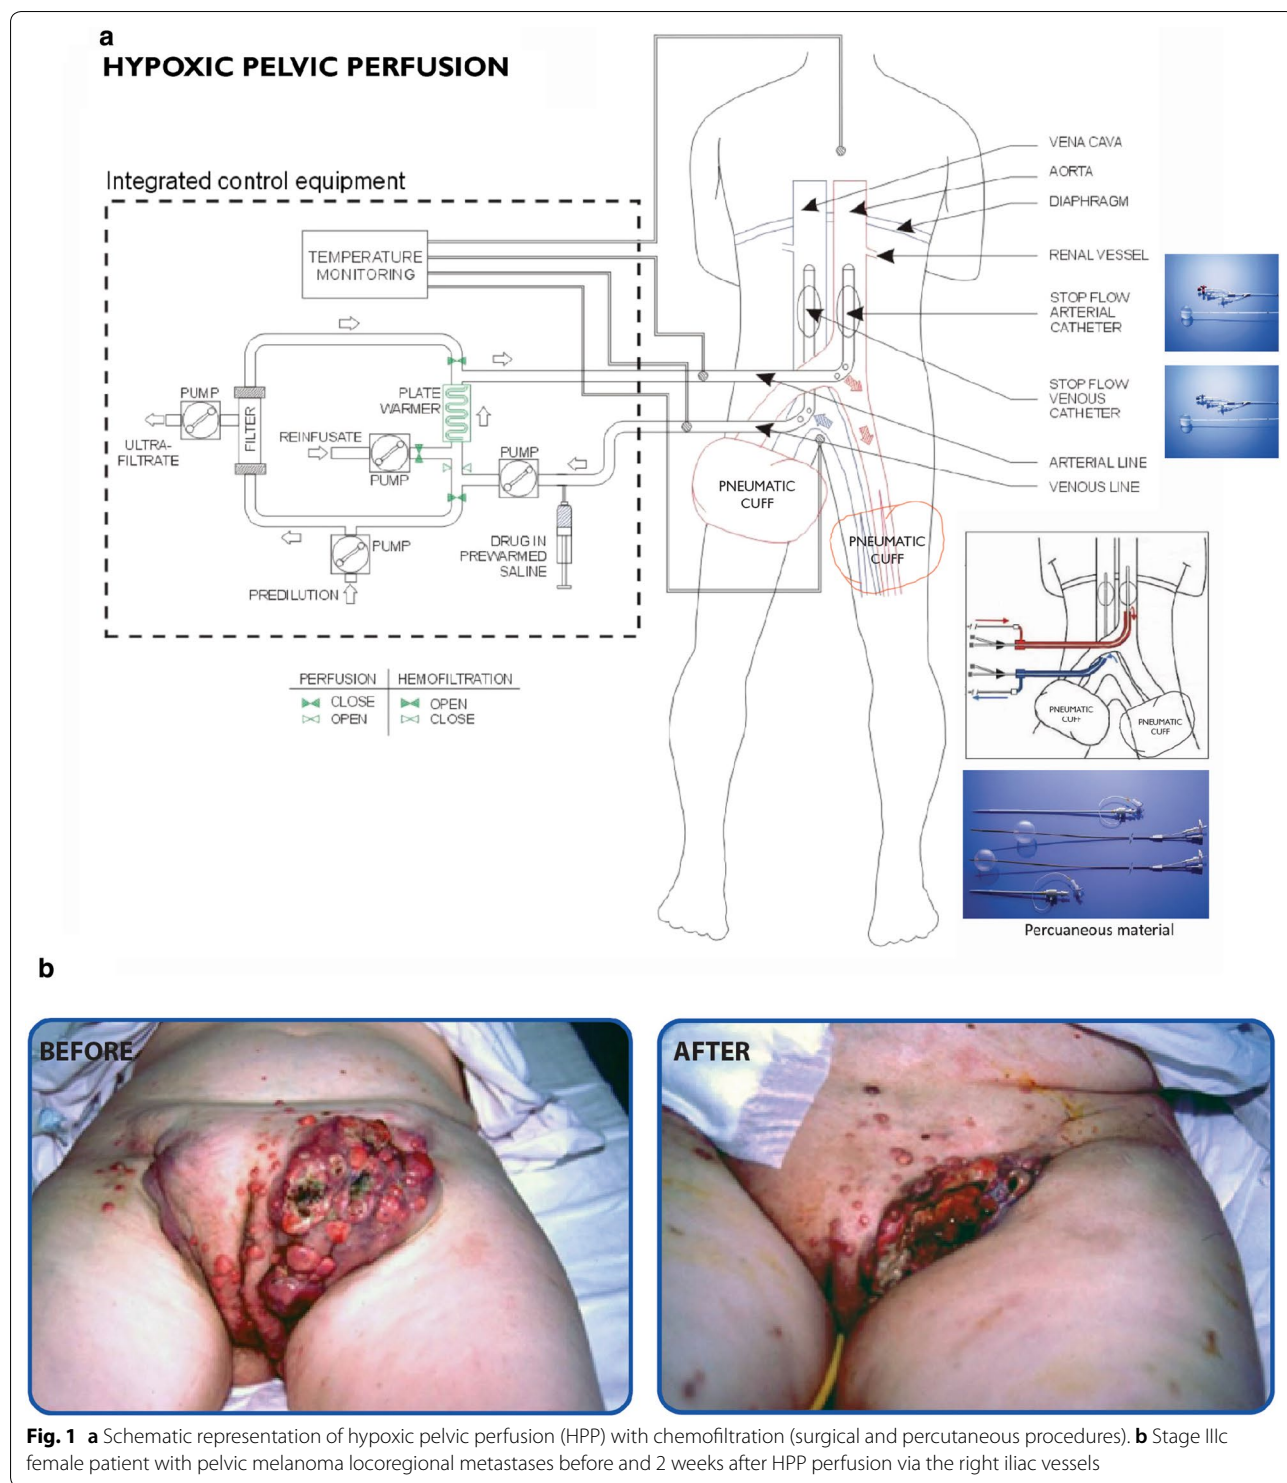 a
HYPOXIC PELVIC PERFUSION
Integrated control equipment
TEMPERATURE
MONITORING
PUMP
ULTRA-
FILTRATE
FILTER
PLATE
WARMER
REINFUSATE
PUMP
PUMP
PUMP
PREDILUTION
DRUG IN
PREWARMED
SALINE
PERFUSION HEMOFILTRATION
CLOSE OPEN
OPEN CLOSE
VENA CAVA
AORTA
DIAPHRAGM
RENAL VESSEL
STOP FLOW
ARTERIAL
CATHETER
STOP FLOW
VENOUS
CATHETER
ARTERIAL LINE
VENOUS LINE
PNEUMATIC
CUFF
PNEUMATIC
CUFF
PNEUMATIC
CUFF
PNEUMATIC
CUFF
Percuaneous material
b
BEFORE
AFTER
Fig. 1 a Schematic representation of hypoxic pelvic perfusion (HPP) with chemofiltration (surgical and percutaneous procedures). b Stage IIIc
female patient with pelvic melanoma locoregional metastases before and 2 weeks after HPP perfusion via the right iliac vessels